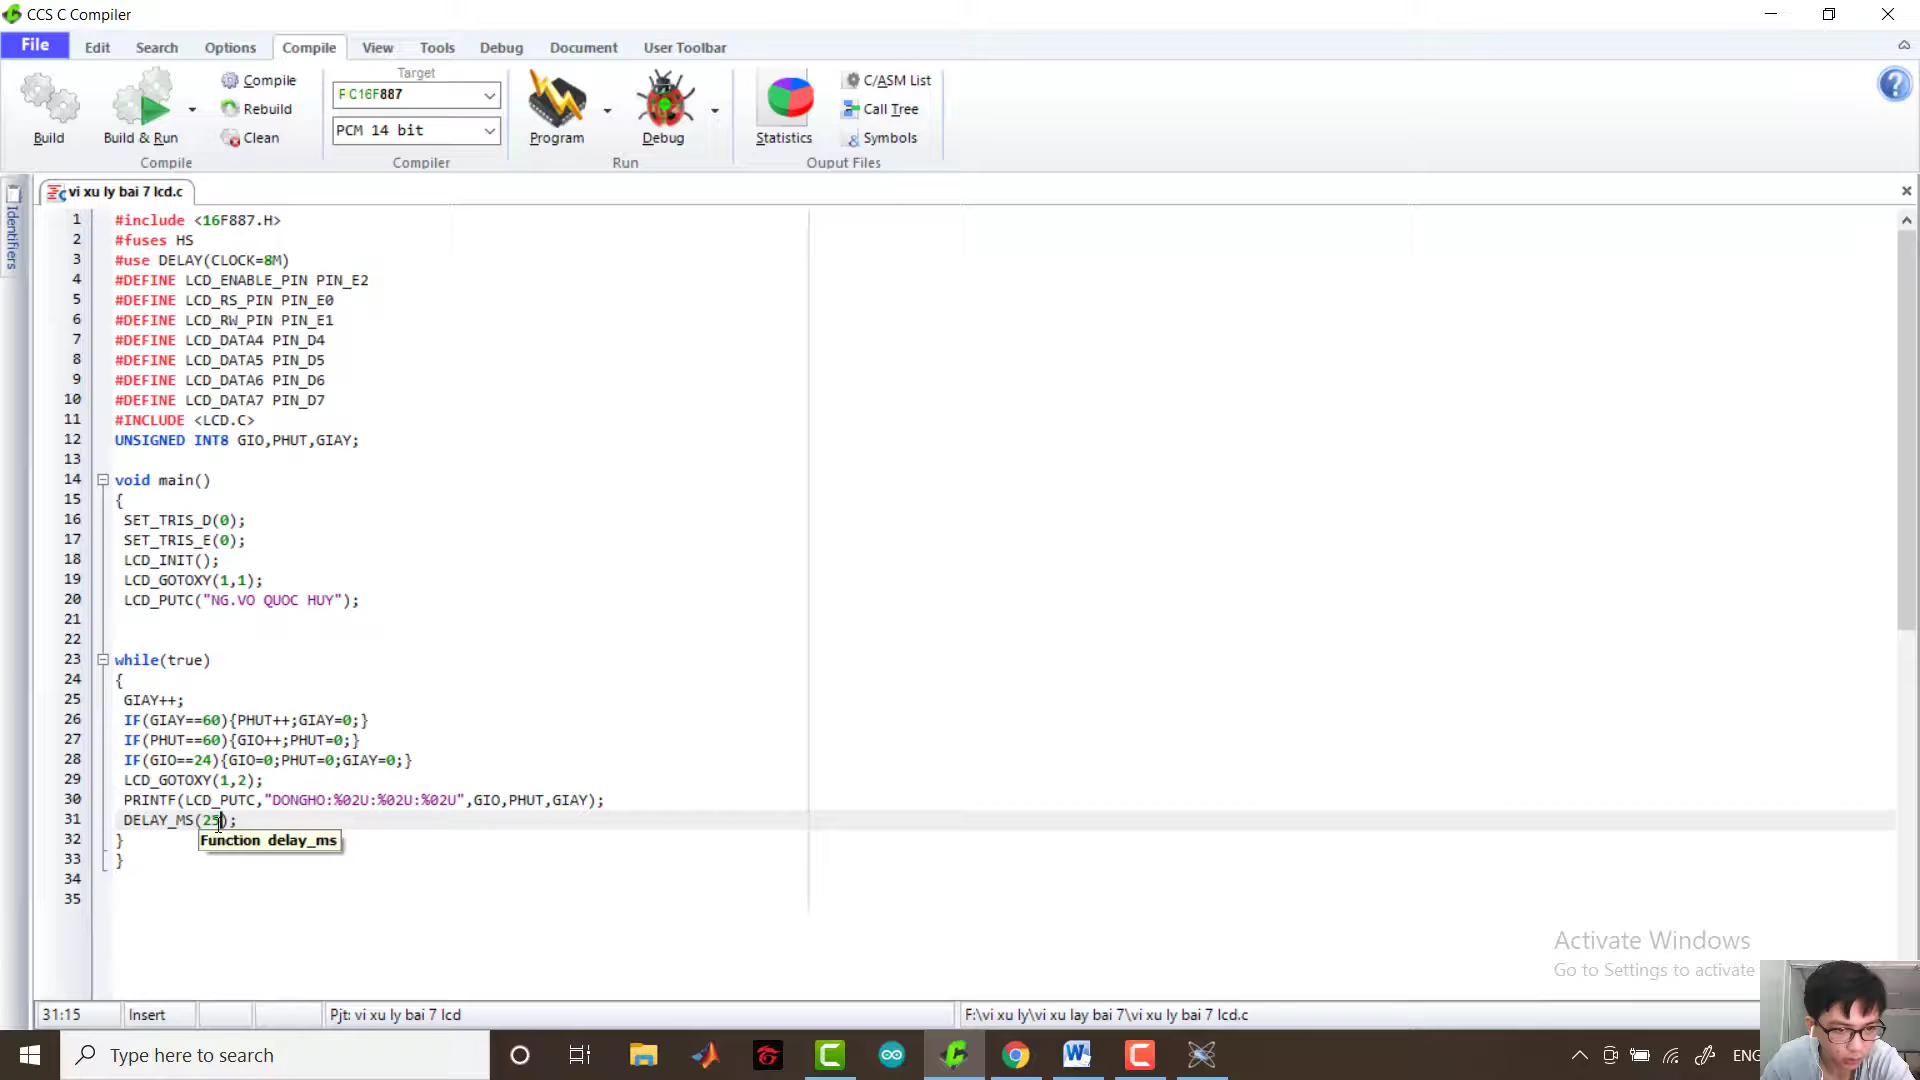 CCS C Compiler
File Edit Search Options Compile View Tools Debug Document User Toolbar
Build
Build & Run
Compile
Rebuild
Clean
Compile
Target
PIC16F887
PCM 14 bit
Compiler
Program
Debug
Run
Statistics
C/ASM List
Call Tree
Symbols
Ouput Files
Identifiers
vi xu ly bai 7 lcd.c
1 #include <16F887.H>
2 #fuses HS
3 #use DELAY(CLOCK=8M)
4 #DEFINE LCD_ENABLE_PIN PIN_E2
5 #DEFINE LCD_RS_PIN PIN_E0
6 #DEFINE LCD_RW_PIN PIN_E1
7 #DEFINE LCD_DATA4 PIN_D4
8 #DEFINE LCD_DATA5 PIN_D5
9 #DEFINE LCD_DATA6 PIN_D6
10 #DEFINE LCD_DATA7 PIN_D7
11 #INCLUDE <LCD.C>
12 UNSIGNED INT8 GIO,PHUT,GIAY;
13
14 void main()
15 {
16 SET_TRIS_D(0);
17 SET_TRIS_E(0);
18 LCD_INIT();
19 LCD_GOTOXY(1,1);
20 LCD_PUTC("NG.VO QUOC HUY");
21
22
23 while(true)
24 {
25 GIAY++;
26 IF(GIAY==60){PHUT++;GIAY=0;}
27 IF(PHUT==60){GIO++;PHUT=0;}
28 IF(GIO==24){GIO=0;PHUT=0;GIAY=0;}
29 LCD_GOTOXY(1,2);
30 PRINTF(LCD_PUTC,"DONGHO:%02U:%02U:%02U",GIO,PHUT,GIAY);
31 DELAY_MS(25);
32 }
Function delay_ms
33 }
34
35
Activate Windows
Go to Settings to activate
31:15 Insert Pjt: vi xu ly bai 7 lcd F:\vi xu ly\vi xu lay bai 7\vi xu ly bai 7 lcd.c
Type here to search
ENG